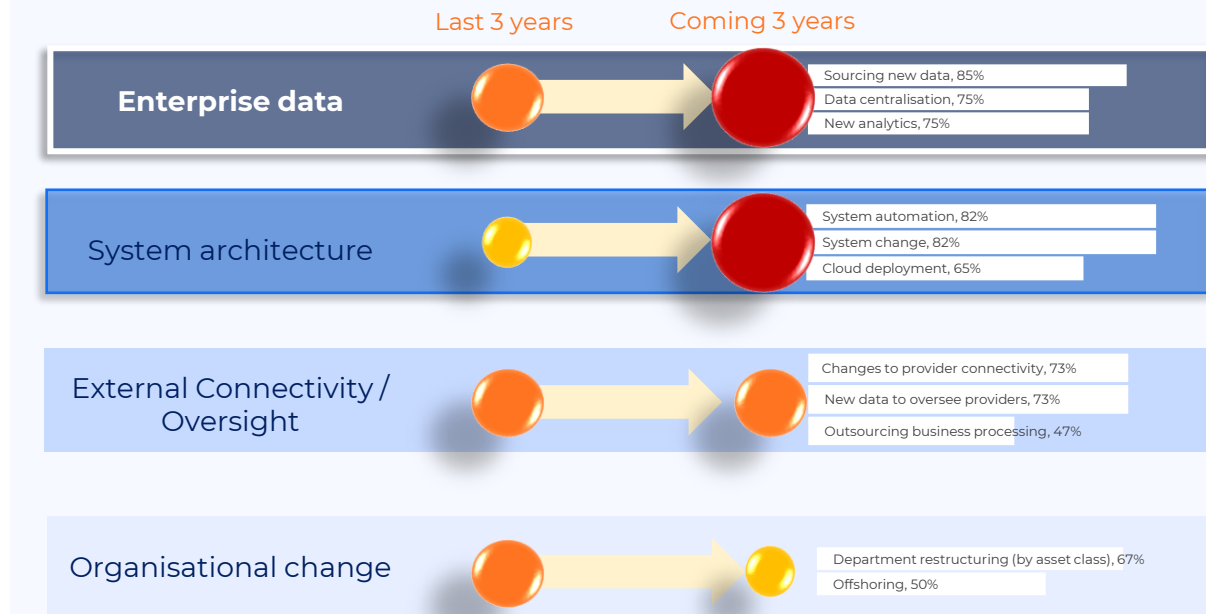 Last 3 years
Coming 3 years
Enterprise data
Sourcing new data, 85%
Data centralisation, 75%
New analytics, 75%
System architecture
System automation, 82%
System change, 82%
Cloud deployment, 65%
External Connectivity /
Oversight
Changes to provider connectivity, 73%
New data to oversee providers, 73%
Outsourcing business processing, 47%
Organisational change
Department restructuring (by asset class), 67%
Offshoring, 50%